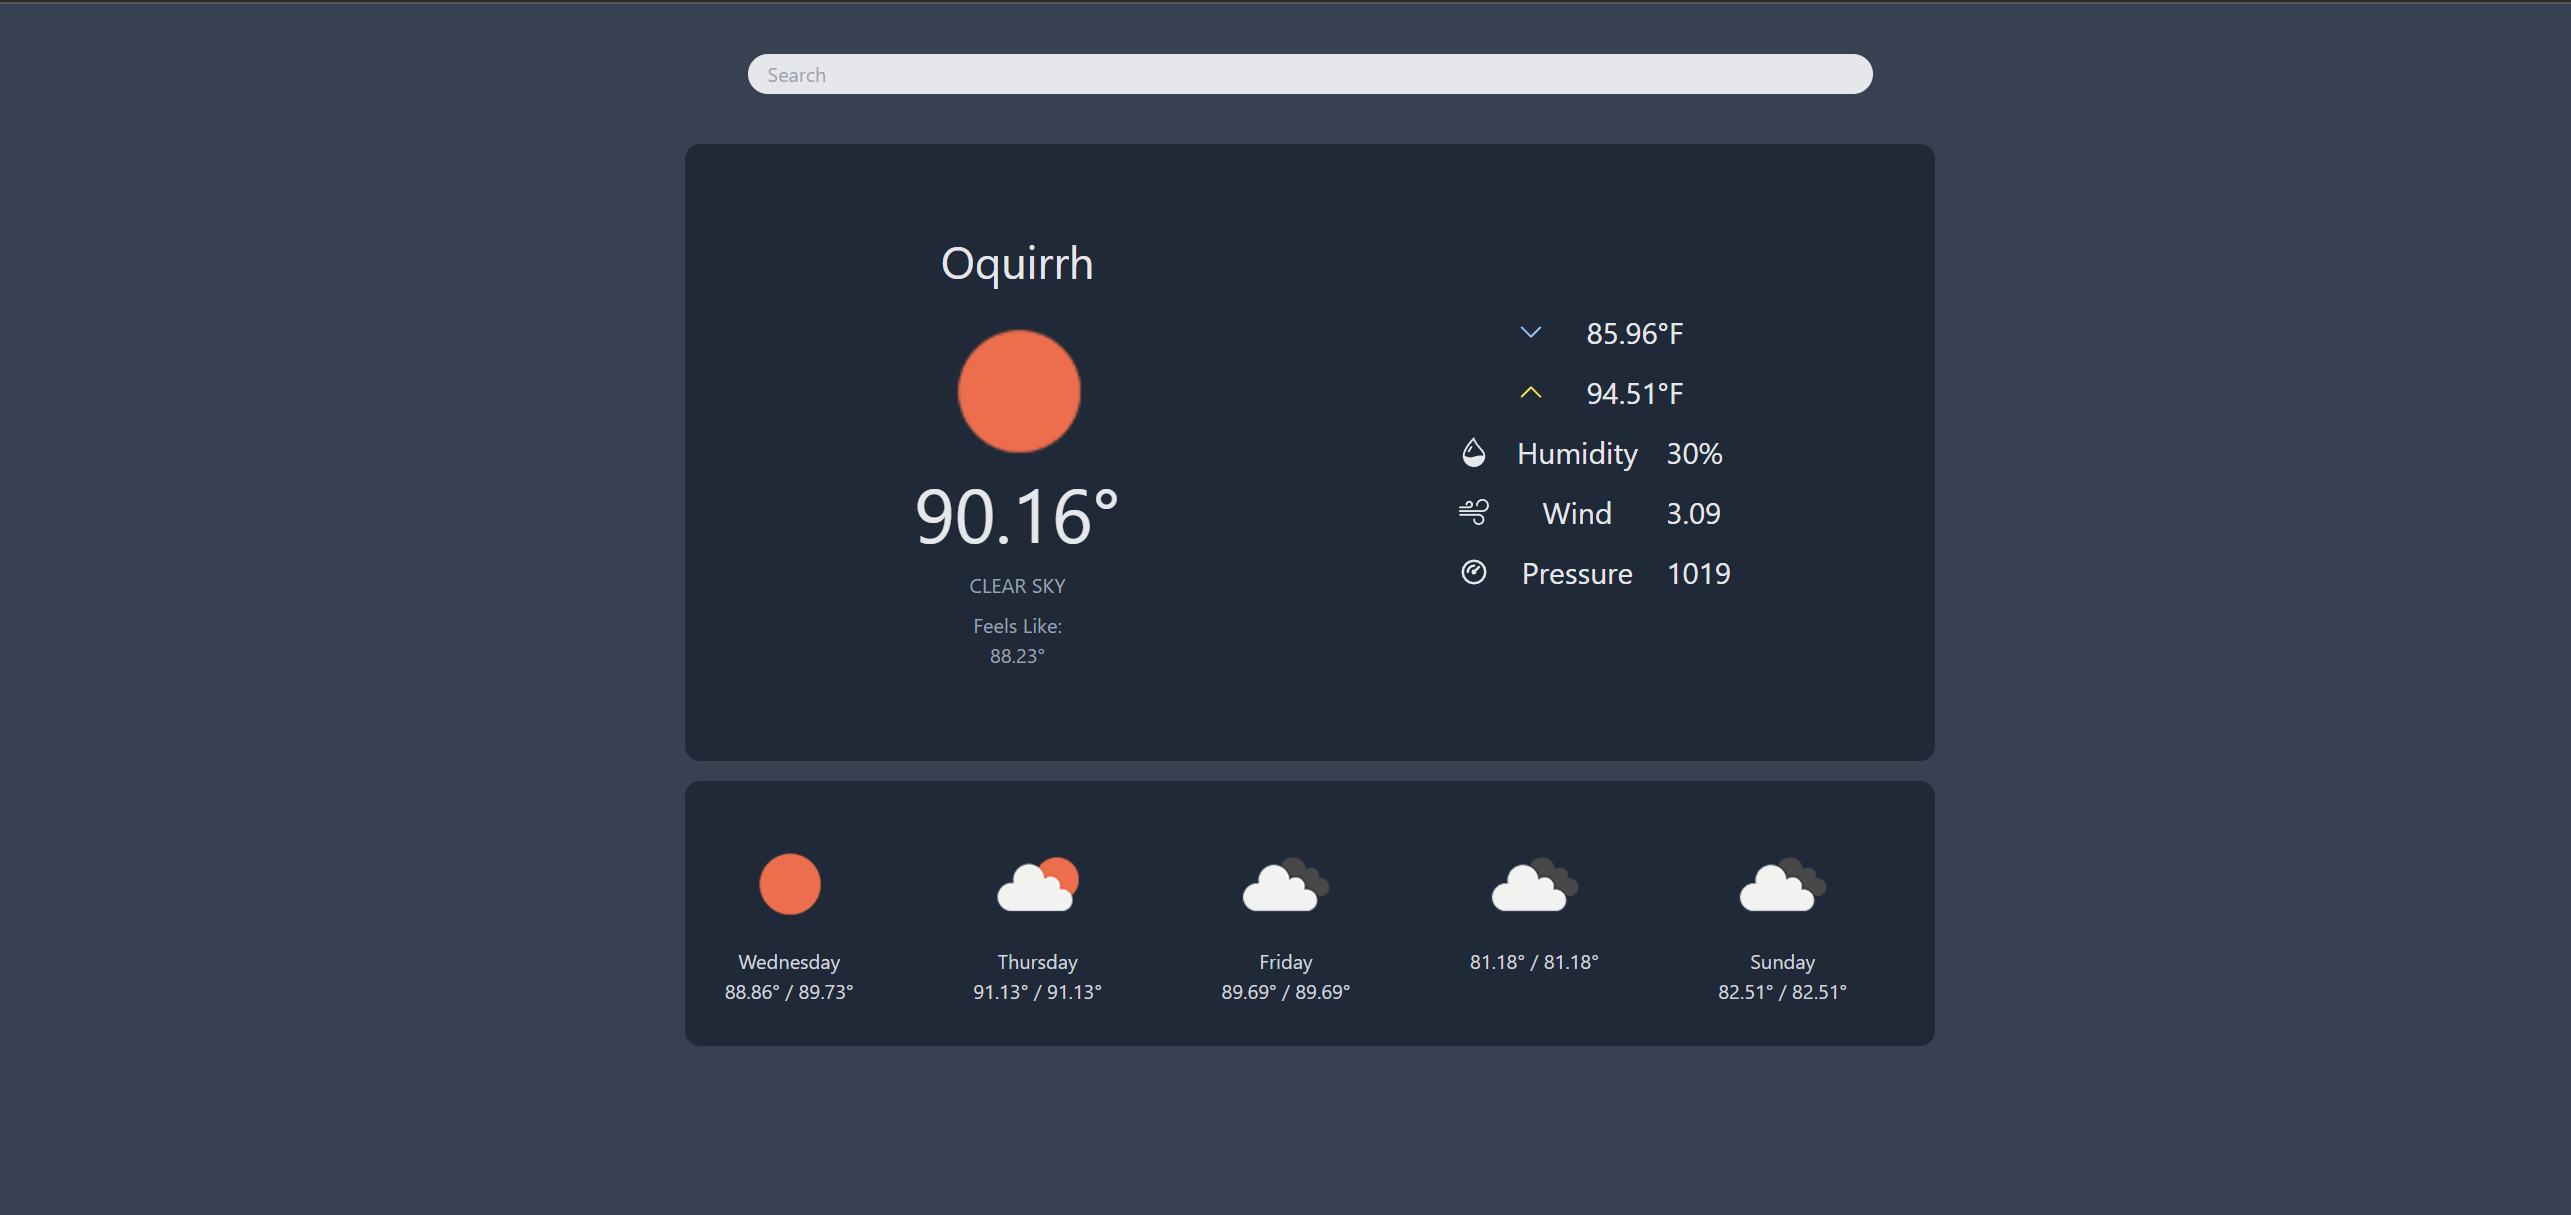 Search
Oquirrh
90.16°
CLEAR SKY
Feels Like:
88.23°
85.96°F
94.51°F
Humidity 30%
Wind 3.09
Pressure 1019
Wednesday
88.86° / 89.73°
Thursday
91.13° / 91.13°
Friday
89.69° / 89.69°
81.18° / 81.18°
Sunday
82.51° / 82.51°